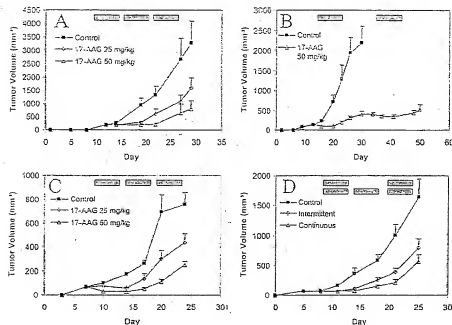 A
Control
17-AAG 25 mg/kg
17-AAG 50 mg/kg
Tumor Volume (mm³)
4500
4000
3500
3000
2500
2000
1500
1000
500
0
0 5 10 15 20 25 30 35
Day
B
Control
17-AAG
50 mg/kg
Tumor Volume (mm³)
3000
2500
2000
1500
1000
500
0
0 10 20 30 40 50 60
Day
C
Control
17-AAG 25 mg/kg
17-AAG 50 mg/kg
Tumor Volume (mm³)
800
600
400
200
0
0 5 10 15 20 25 30
Day
D
Control
Intermittent
Continuous
Tumor Volume (mm³)
2000
1500
1000
500
0
0 5 10 15 20 25 30
Day